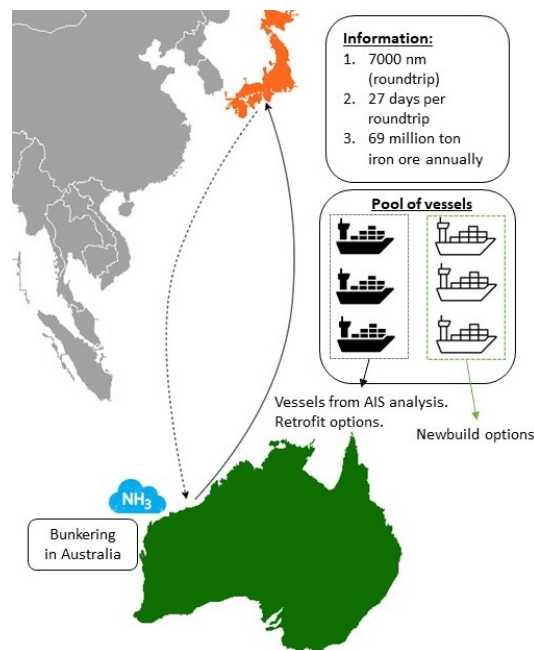 Information:
1. 7000 nm
(roundtrip)
2. 27 days per
roundtrip
3. 69 million ton
iron ore annually
Pool of vessels
Vessels from AIS analysis.
Retrofit options.
Newbuild options
NH3
Bunkering
in Australia